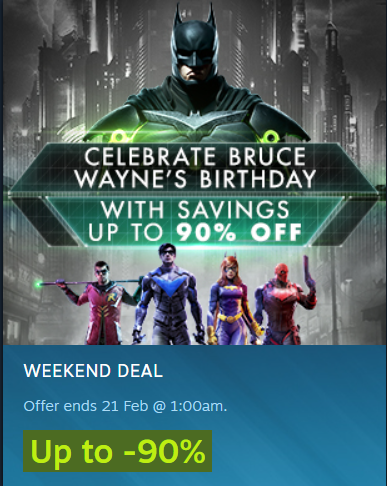 CELEBRATE BRUCE
WAYNE'S BIRTHDAY
WITH SAVINGS
UP TO 90% OFF
WEEKEND DEAL
Offer ends 21 Feb @ 1:00am.
Up to -90%